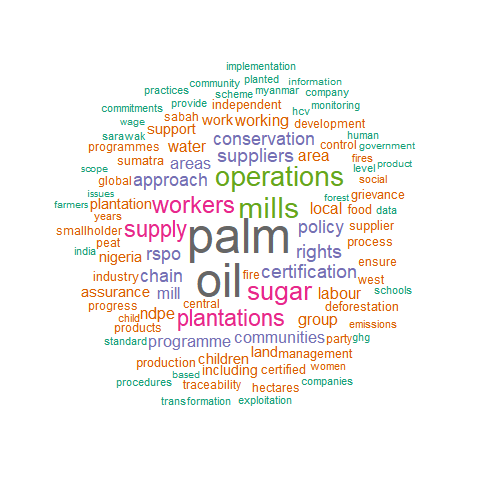 implementation
community planted information
practices scheme myanmar company
commitments provide independent hcv monitoring
wage sabah work working development
sarawak support conservation control human
programmes water suppliers area government
sumatra areas fires level product
scope global approach operations social
issues forest grievance
farmers plantation workers mills local food data
years supply palm policy supplier
smallholder peat rspo rights process
india nigeria oil ensure
industry chain fire certification west
assurance mill sugar labour schools
progress central deforestation
child ndpe plantations group emissions
products
standard programme communities party ghg
production children land management
based including certified women
procedures traceability hectares companies
transformation exploitation